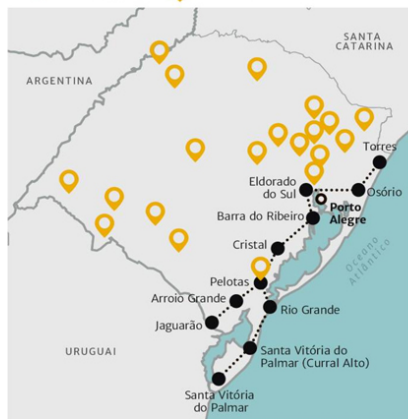 SANTA
CATARINA
ARGENTINA
Torres
Eldorado
do Sul
Osório
Porto
Alegre
Barra do Ribeiro
Oceano
Atlântico
Cristal
Pelotas
Arroio Grande
Rio Grande
Jaguarão
URUGUAI
Santa Vitória do
Palmar (Curral Alto)
Santa Vitória
do Palmar